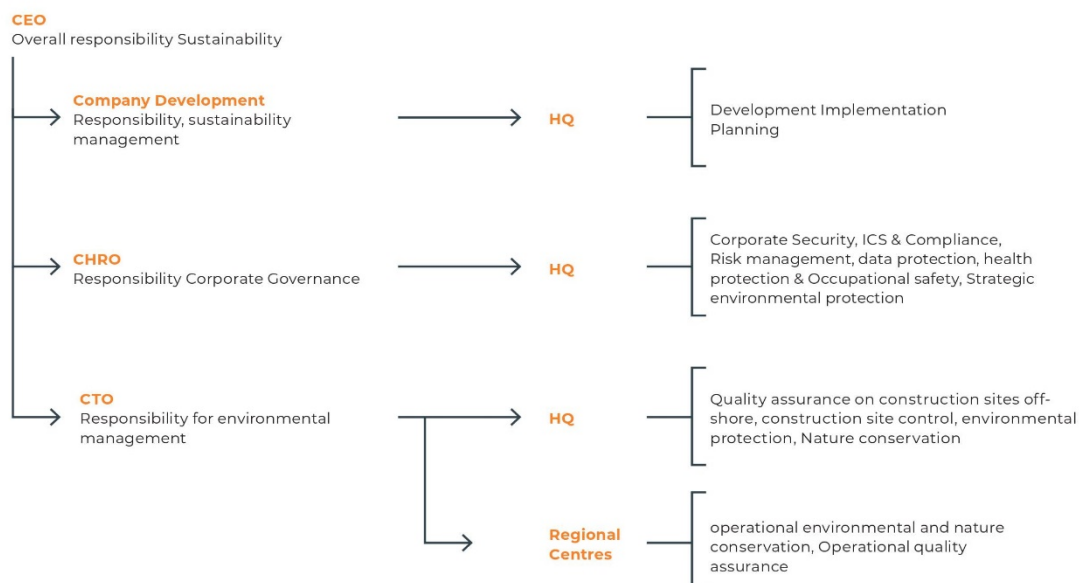 CEO
Overall responsibility Sustainability
Company Development
Responsibility, sustainability
management
HQ
Development Implementation
Planning
CHRO
Responsibility Corporate Governance
HQ
Corporate Security, ICS & Compliance,
Risk management, data protection, health
protection & Occupational safety, Strategic
environmental protection
CTO
Responsibility for environmental
management
HQ
Quality assurance on construction sites off-
shore, construction site control, environmental
protection, Nature conservation
Regional
Centres
operational environmental and nature
conservation, Operational quality
assurance